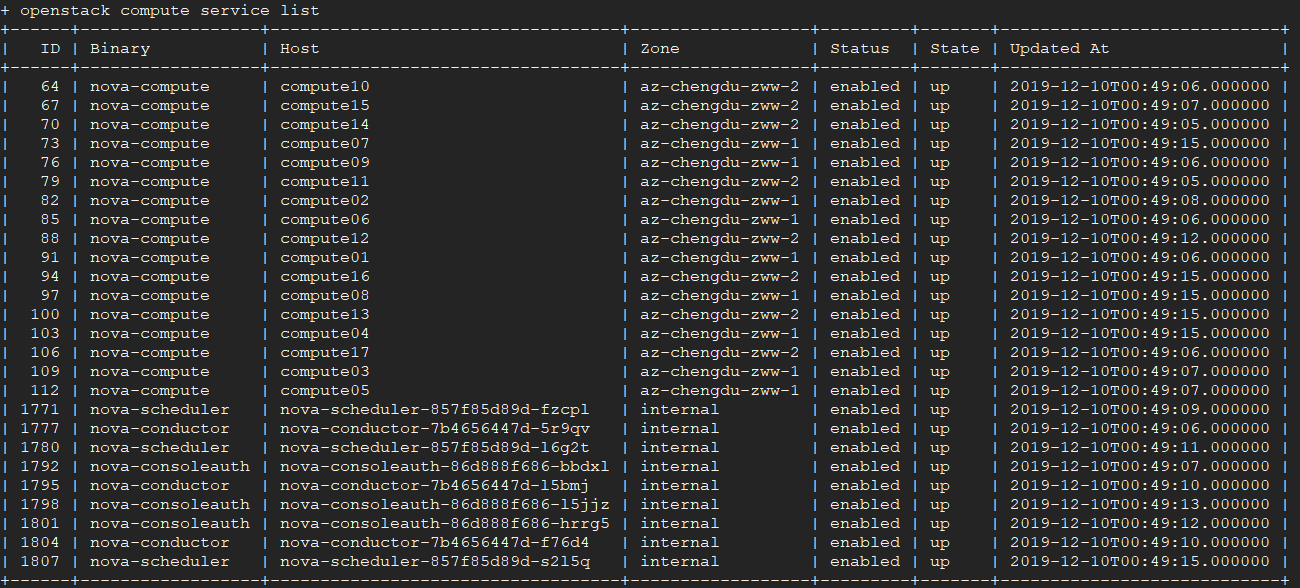 + openstack compute service list
+------+------------------+-----------------------------------+------------------+---------+-------+----------------------------+
|   ID | Binary           | Host                              | Zone             | Status  | State | Updated At                 |
+------+------------------+-----------------------------------+------------------+---------+-------+----------------------------+
|   64 | nova-compute     | compute10                         | az-chengdu-zww-2 | enabled | up    | 2019-12-10T00:49:06.000000 |
|   67 | nova-compute     | compute15                         | az-chengdu-zww-2 | enabled | up    | 2019-12-10T00:49:07.000000 |
|   70 | nova-compute     | compute14                         | az-chengdu-zww-2 | enabled | up    | 2019-12-10T00:49:05.000000 |
|   73 | nova-compute     | compute07                         | az-chengdu-zww-1 | enabled | up    | 2019-12-10T00:49:15.000000 |
|   76 | nova-compute     | compute09                         | az-chengdu-zww-1 | enabled | up    | 2019-12-10T00:49:06.000000 |
|   79 | nova-compute     | compute11                         | az-chengdu-zww-2 | enabled | up    | 2019-12-10T00:49:05.000000 |
|   82 | nova-compute     | compute02                         | az-chengdu-zww-1 | enabled | up    | 2019-12-10T00:49:08.000000 |
|   85 | nova-compute     | compute06                         | az-chengdu-zww-1 | enabled | up    | 2019-12-10T00:49:06.000000 |
|   88 | nova-compute     | compute12                         | az-chengdu-zww-2 | enabled | up    | 2019-12-10T00:49:12.000000 |
|   91 | nova-compute     | compute01                         | az-chengdu-zww-1 | enabled | up    | 2019-12-10T00:49:06.000000 |
|   94 | nova-compute     | compute16                         | az-chengdu-zww-2 | enabled | up    | 2019-12-10T00:49:15.000000 |
|   97 | nova-compute     | compute08                         | az-chengdu-zww-1 | enabled | up    | 2019-12-10T00:49:15.000000 |
|  100 | nova-compute     | compute13                         | az-chengdu-zww-2 | enabled | up    | 2019-12-10T00:49:15.000000 |
|  103 | nova-compute     | compute04                         | az-chengdu-zww-1 | enabled | up    | 2019-12-10T00:49:15.000000 |
|  106 | nova-compute     | compute17                         | az-chengdu-zww-2 | enabled | up    | 2019-12-10T00:49:06.000000 |
|  109 | nova-compute     | compute03                         | az-chengdu-zww-1 | enabled | up    | 2019-12-10T00:49:07.000000 |
|  112 | nova-compute     | compute05                         | az-chengdu-zww-1 | enabled | up    | 2019-12-10T00:49:07.000000 |
| 1771 | nova-scheduler   | nova-scheduler-857f85d89d-fzcpl   | internal         | enabled | up    | 2019-12-10T00:49:09.000000 |
| 1777 | nova-conductor   | nova-conductor-7b4656447d-5r9qv   | internal         | enabled | up    | 2019-12-10T00:49:06.000000 |
| 1780 | nova-scheduler   | nova-scheduler-857f85d89d-l6g2t   | internal         | enabled | up    | 2019-12-10T00:49:11.000000 |
| 1792 | nova-consoleauth | nova-consoleauth-86d888f686-bbdxl | internal         | enabled | up    | 2019-12-10T00:49:07.000000 |
| 1795 | nova-conductor   | nova-conductor-7b4656447d-l5bmj   | internal         | enabled | up    | 2019-12-10T00:49:10.000000 |
| 1798 | nova-consoleauth | nova-consoleauth-86d888f686-l5jjz | internal         | enabled | up    | 2019-12-10T00:49:13.000000 |
| 1801 | nova-consoleauth | nova-consoleauth-86d888f686-hrrg5 | internal         | enabled | up    | 2019-12-10T00:49:12.000000 |
| 1804 | nova-conductor   | nova-conductor-7b4656447d-f76d4   | internal         | enabled | up    | 2019-12-10T00:49:10.000000 |
| 1807 | nova-scheduler   | nova-scheduler-857f85d89d-s2l5q   | internal         | enabled | up    | 2019-12-10T00:49:15.000000 |
+------+------------------+-----------------------------------+------------------+---------+-------+----------------------------+